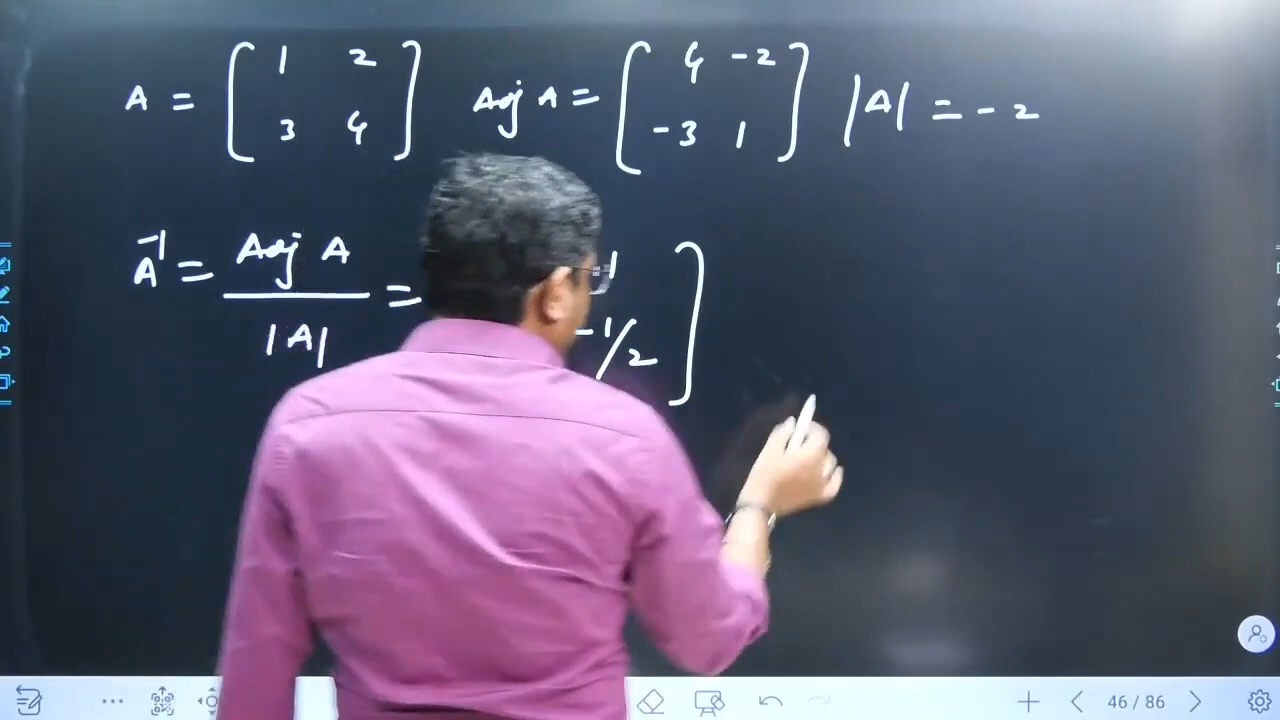 A = [ 1 2 3 4 ] Adj A = [ 4 -2 -3 1 ] |A| = -2
A⁻¹ = Adj A / |A| = 1 -1/2 ]
46 / 86